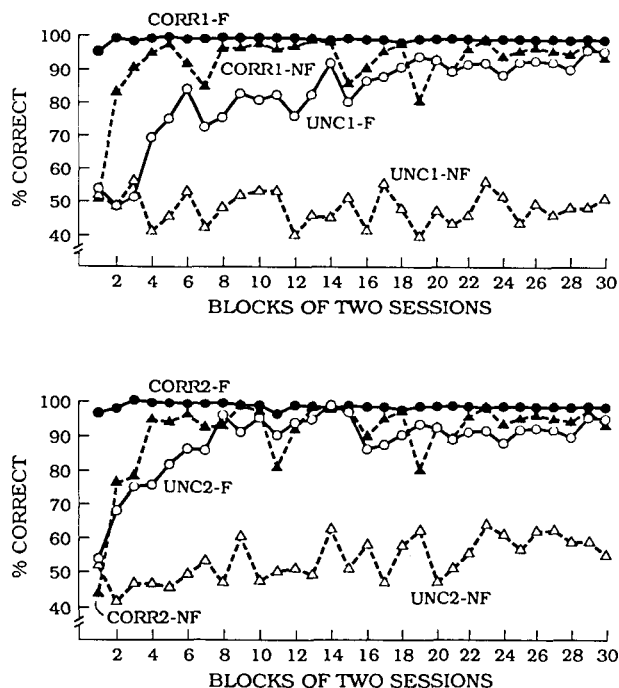 CORR1-F
100
90
80
70
60
50
40
% CORRECT
CORR1-NF
UNC1-F
UNC1-NF
2 4 6 8 10 12 14 16 18 20 22 24 26 28 30
BLOCKS OF TWO SESSIONS
CORR2-F
100
90
80
70
60
50
40
% CORRECT
UNC2-F
UNC2-NF
CORR2-NF
2 4 6 8 10 12 14 16 18 20 22 24 26 28 30
BLOCKS OF TWO SESSIONS